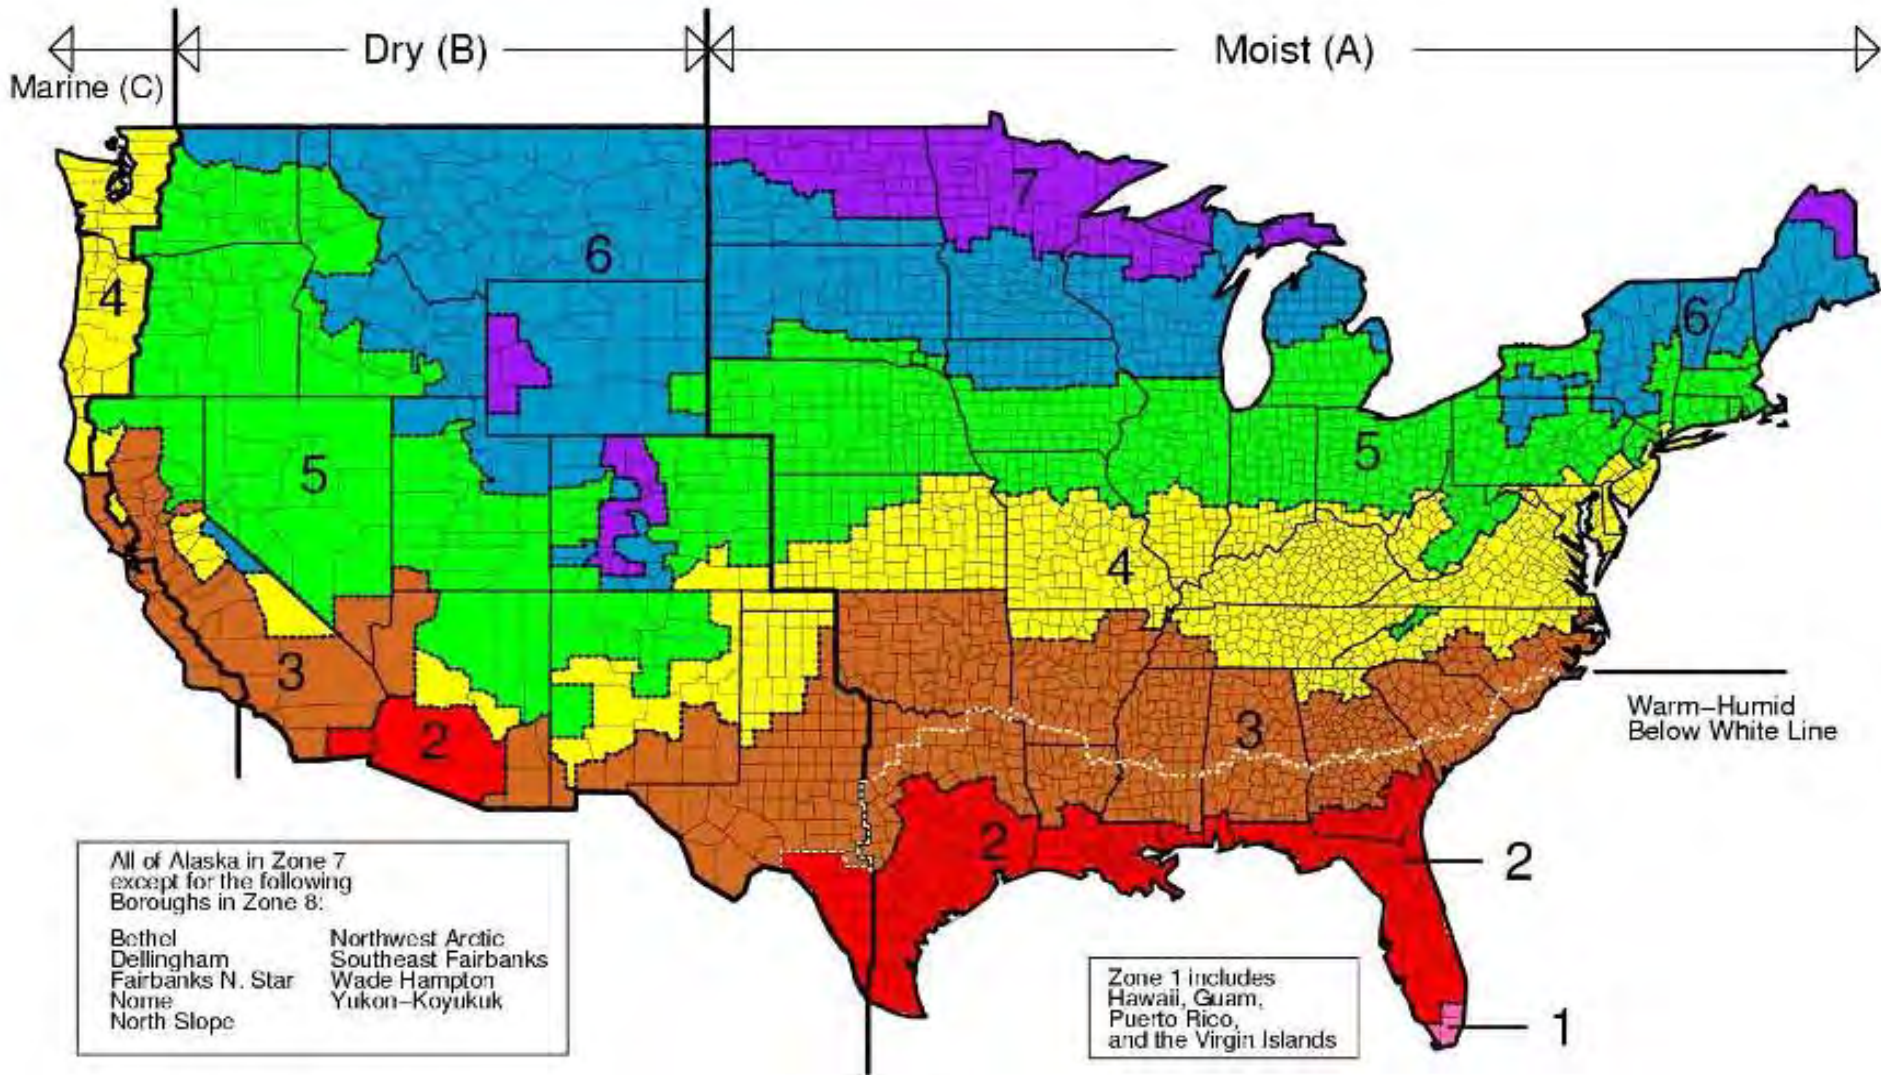 Dry (B)
Moist (A)
Marine (C)
7
6
4
6
5
5
4
3
3
2
2
2
1
Warm-Humid
Below White Line
All of Alaska in Zone 7
except for the following
Boroughs in Zone 8:
Bethel
Dellingham
Fairbanks N. Star
Nome
North Slope
Northwest Arctic
Southeast Fairbanks
Wade Hampton
Yukon-Koyukuk
Zone 1 includes
Hawaii, Guam,
Puerto Rico,
and the Virgin Islands